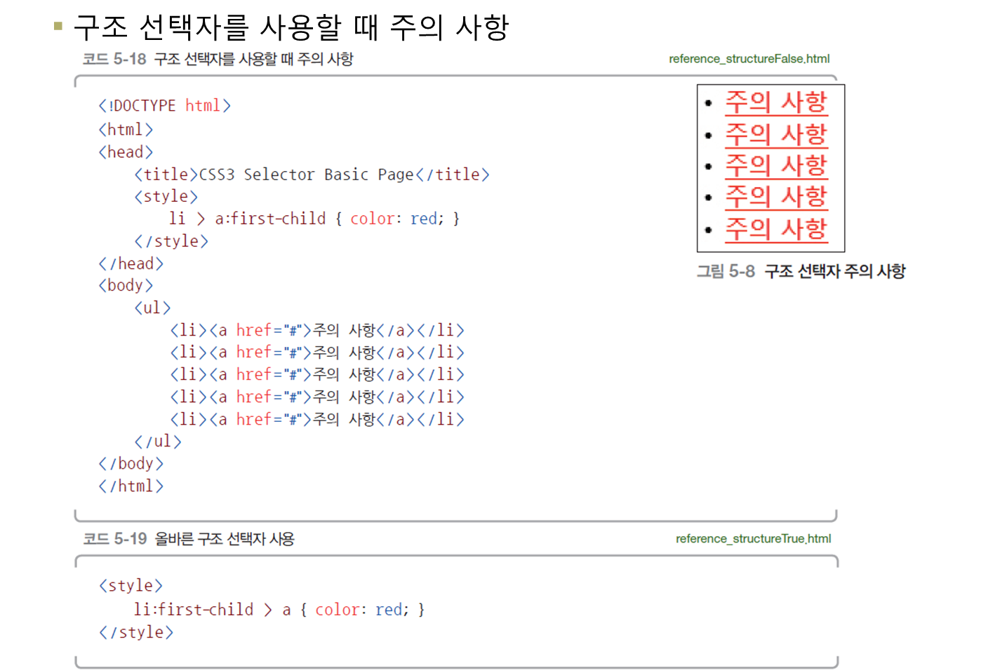 구조 선택자를 사용할 때 주의 사항
코드 5-18 구조 선택자를 사용할 때 주의 사항 reference_structureFalse.html
<!DOCTYPE html>
<html>
<head>
<title>CSS3 Selector Basic Page</title>
<style>
li > a:first-child { color: red; }
</style>
</head>
<body>
<ul>
<li><a href="#">주의 사항</a></li>
<li><a href="#">주의 사항</a></li>
<li><a href="#">주의 사항</a></li>
<li><a href="#">주의 사항</a></li>
<li><a href="#">주의 사항</a></li>
</ul>
</body>
</html>
• 주의 사항
• 주의 사항
• 주의 사항
• 주의 사항
• 주의 사항
그림 5-8 구조 선택자 주의 사항
코드 5-19 올바른 구조 선택자 사용 reference_structureTrue.html
<style>
li:first-child > a { color: red; }
</style>